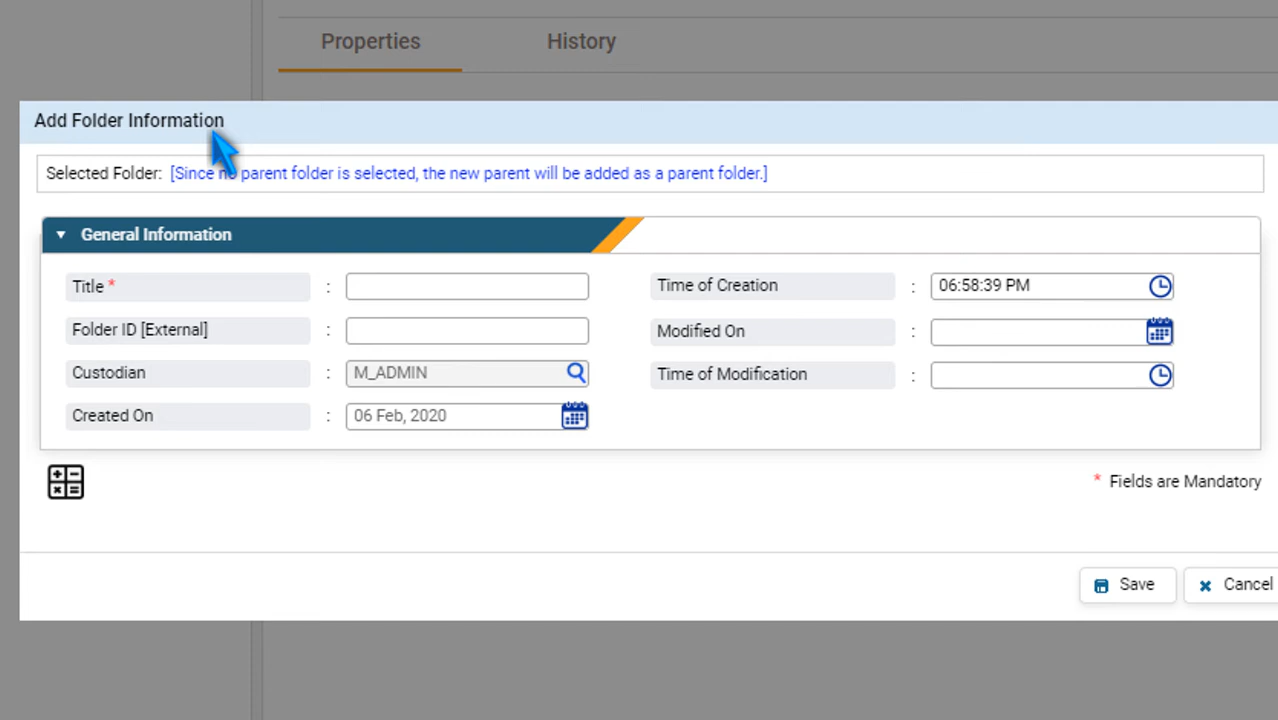 Properties History
Add Folder Information
Selected Folder: [Since no parent folder is selected, the new parent will be added as a parent folder.]
General Information
Title * :
Time of Creation : 06:58:39 PM
Folder ID [External] :
Modified On :
Custodian : M_ADMIN
Time of Modification :
Created On : 06 Feb, 2020
* Fields are Mandatory
Save Cancel